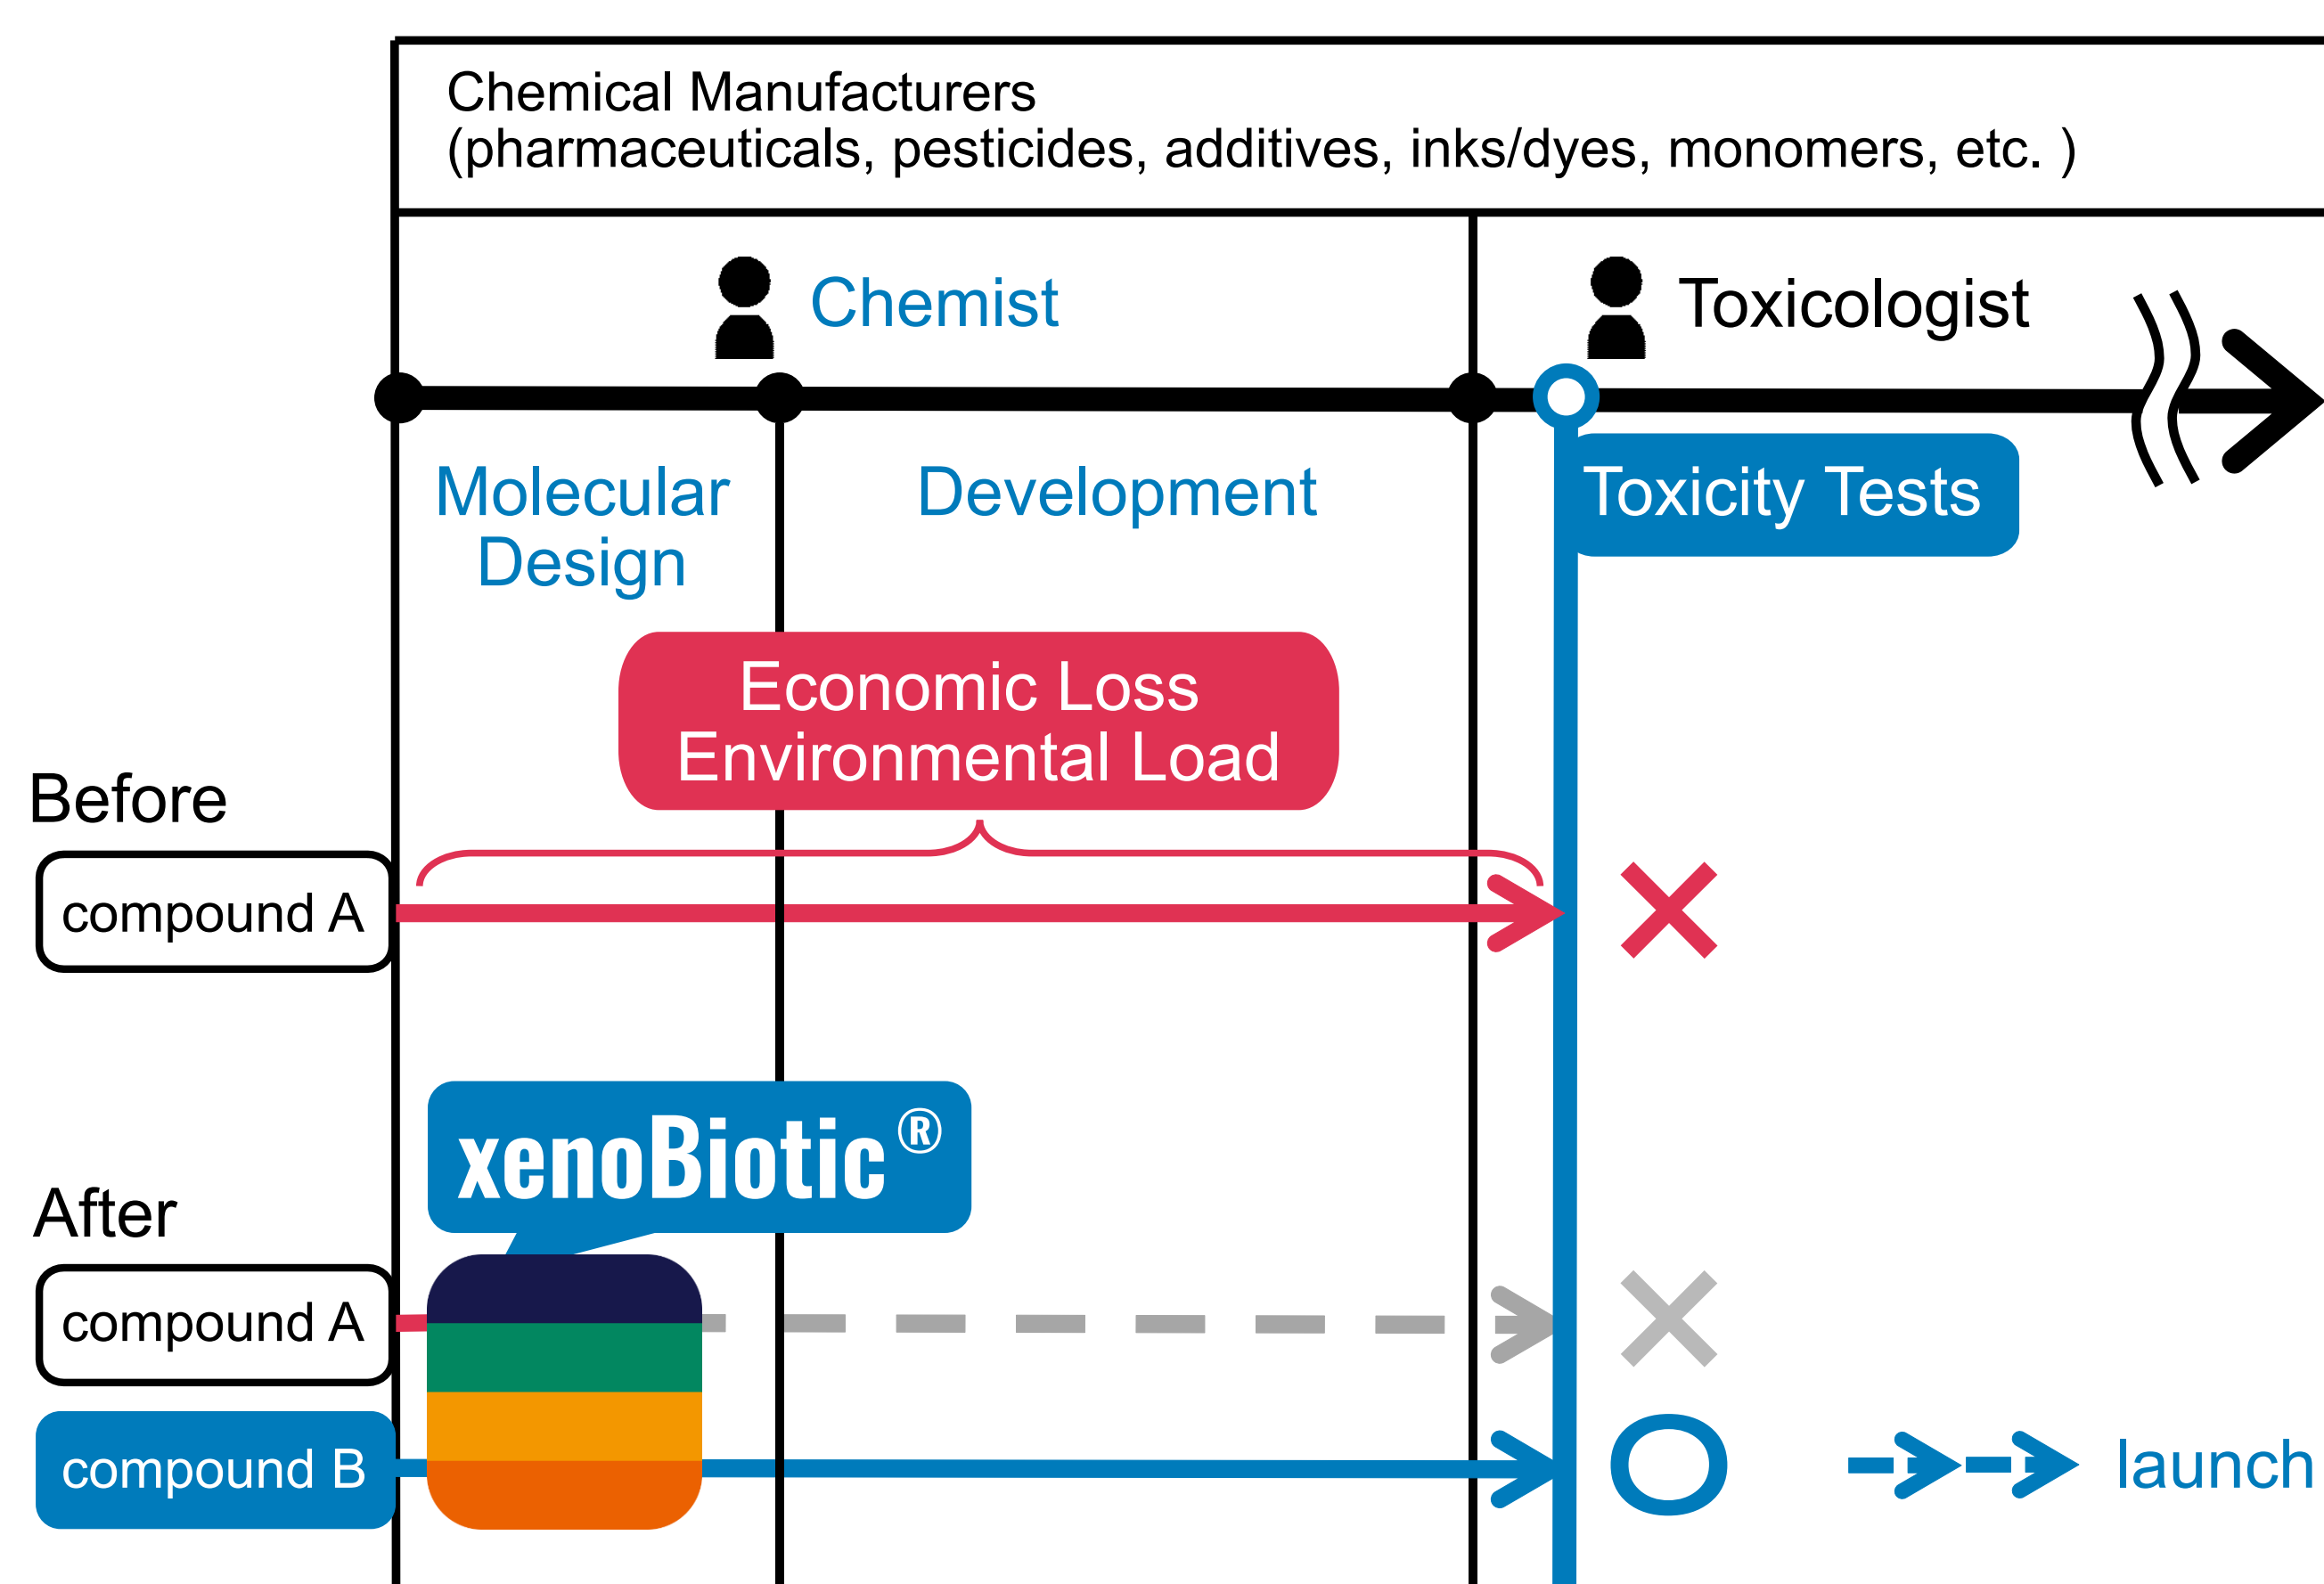 Chemical Manufacturers
(pharmaceuticals, pesticides, additives, inks/dyes, monomers, etc. )
Chemist
Toxicologist
Molecular
Design
Development
Toxicity Tests
Economic Loss
Environmental Load
Before
compound A
xenoBiotic®
After
compound A
compound B
launch